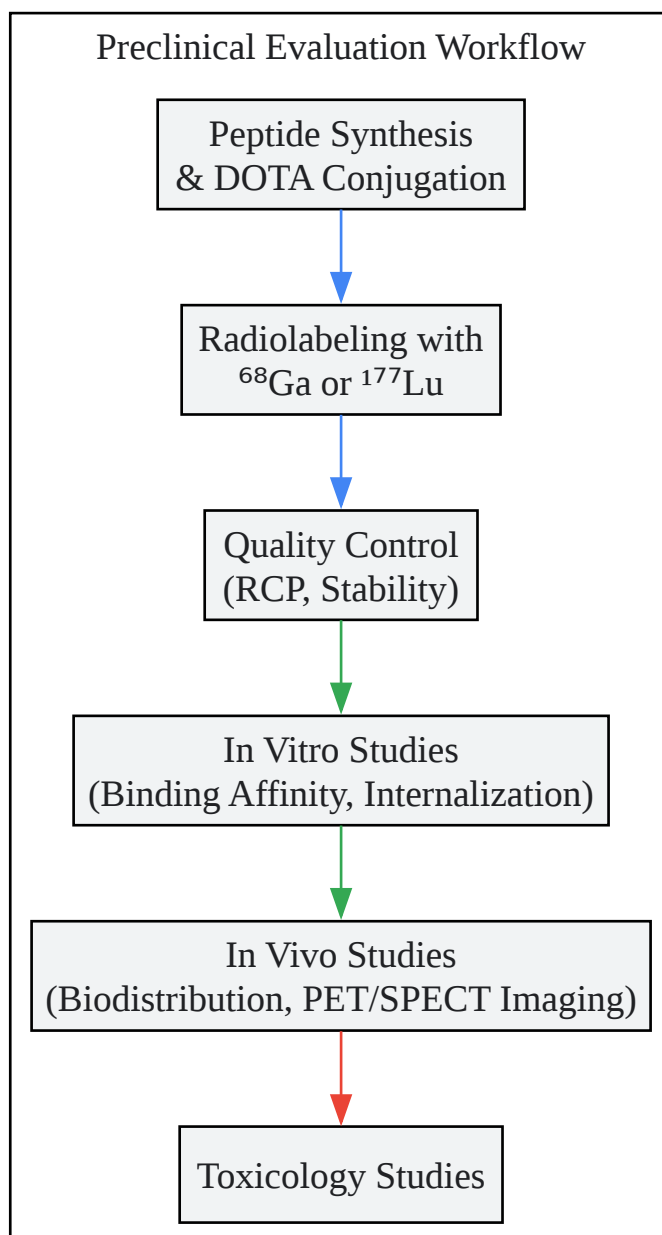 Preclinical Evaluation Workflow
Peptide Synthesis
& DOTA Conjugation
Radiolabeling with
⁶⁸Ga or ¹⁷⁷Lu
Quality Control
(RCP, Stability)
In Vitro Studies
(Binding Affinity, Internalization)
In Vivo Studies
(Biodistribution, PET/SPECT Imaging)
Toxicology Studies